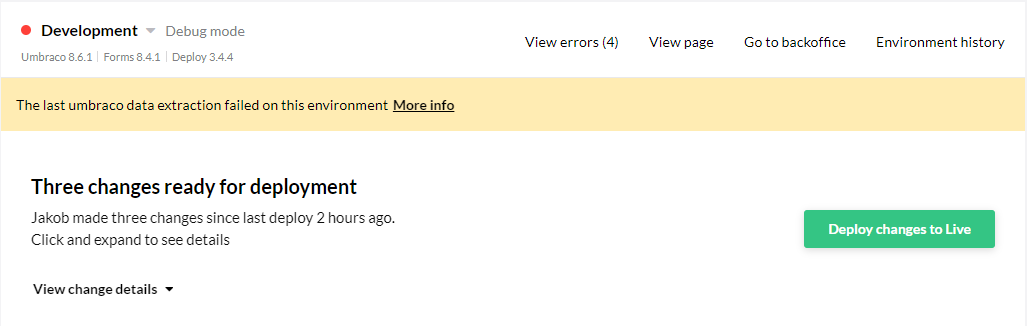 Development Debug mode
Umbraco 8.6.1 | Forms 8.4.1 | Deploy 3.4.4
View errors (4) View page Go to backoffice Environment history
The last umbraco data extraction failed on this environment More info
Three changes ready for deployment
Jakob made three changes since last deploy 2 hours ago.
Click and expand to see details
Deploy changes to Live
View change details